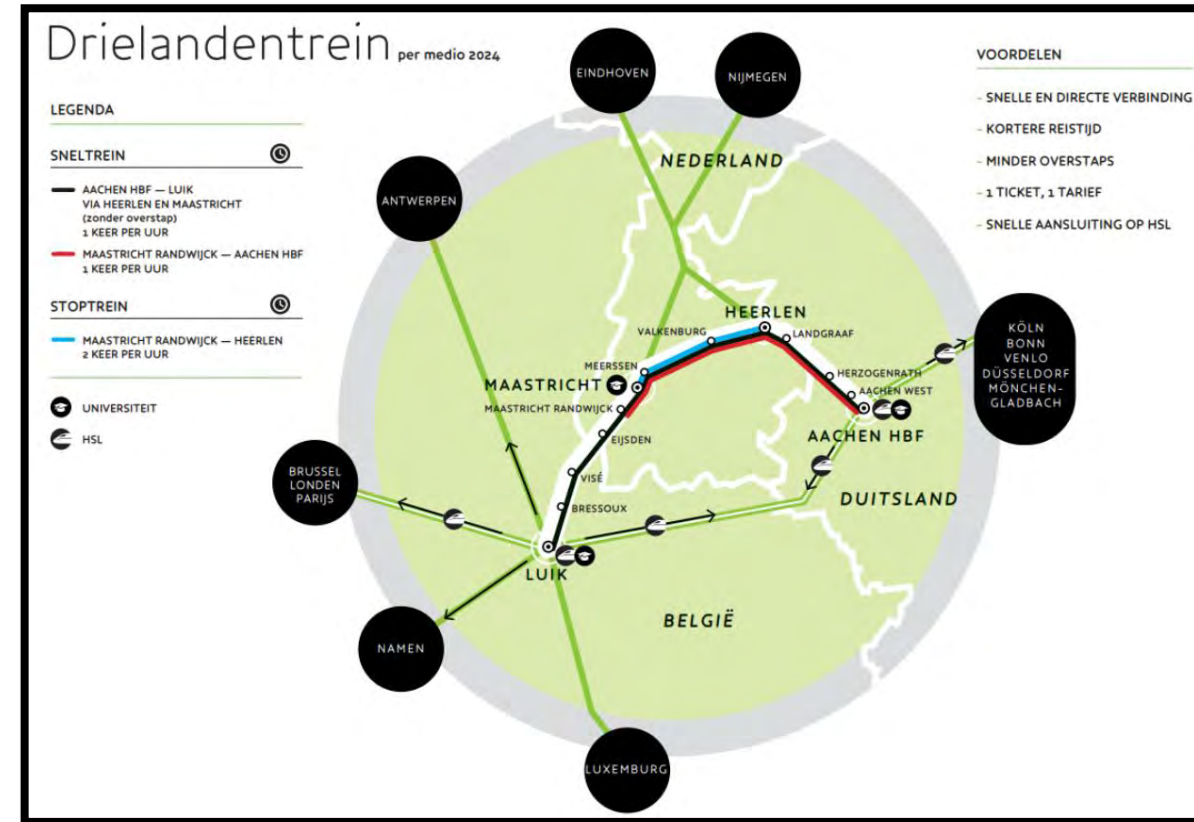 Drielandentrein per medio 2024
LEGENDA
SNELTREIN
AACHEN HBF — LUIK
VIA HEERLEN EN MAASTRICHT
(zonder overstap)
1 KEER PER UUR
MAASTRICHT RANDWIJCK — AACHEN HBF
1 KEER PER UUR
STOPTREIN
MAASTRICHT RANDWIJCK — HEERLEN
2 KEER PER UUR
UNIVERSITEIT
HSL
EINDHOVEN
NIJMEGEN
ANTWERPEN
NEDERLAND
HEERLEN
VALKENBURG
LANDGRAAF
MEERSSEN
HERZOGENRATH
MAASTRICHT
AACHEN WEST
MAASTRICHT RANDWIJCK
AACHEN HBF
EIJSDEN
VISÉ
BRESSOUX
LUIK
DUITSLAND
BELGIË
BRUSSEL
LONDEN
PARIJS
NAMEN
LUXEMBURG
KÖLN
BONN
VENLO
DÜSSELDORF
MÖNCHEN-
GLADBACH
VOORDELEN
- SNELLE EN DIRECTE VERBINDING
- KORTERE REISTIJD
- MINDER OVERSTAPS
- 1 TICKET, 1 TARIEF
- SNELLE AANSLUITING OP HSL